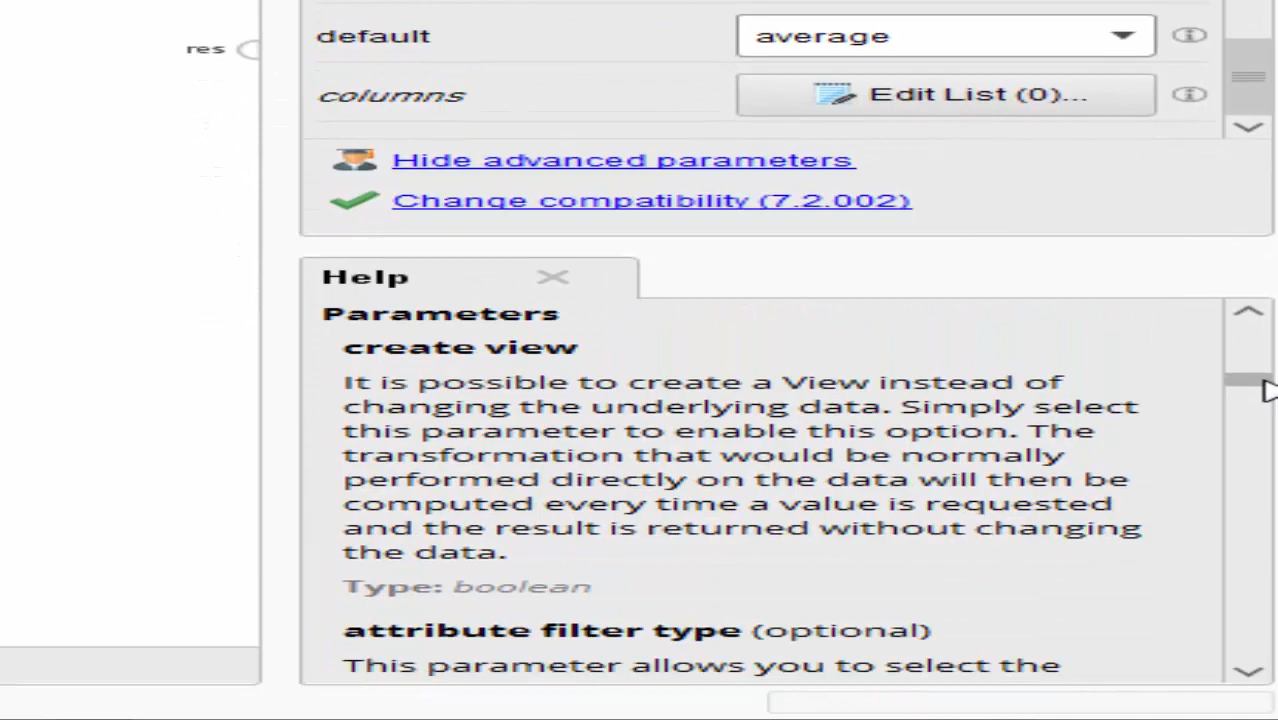 res
default
average
columns
Edit List (0)...
Hide advanced parameters
Change compatibility (7.2.002)
Help
Parameters
create view
It is possible to create a View instead of
changing the underlying data. Simply select
this parameter to enable this option. The
transformation that would be normally
performed directly on the data will then be
computed every time a value is requested
and the result is returned without changing
the data.
Type: boolean
attribute filter type (optional)
This parameter allows you to select the